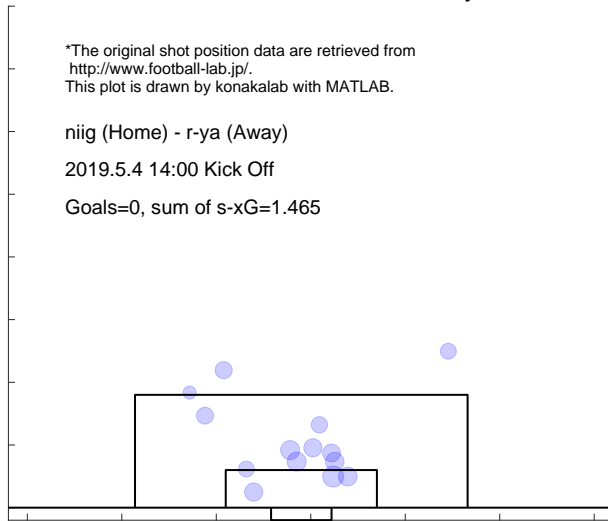 *The original shot position data are retrieved from
http://www.football-lab.jp/.
This plot is drawn by konakalab with MATLAB.
niig (Home) - r-ya (Away)
2019.5.4 14:00 Kick Off
Goals=0, sum of s-xG=1.465